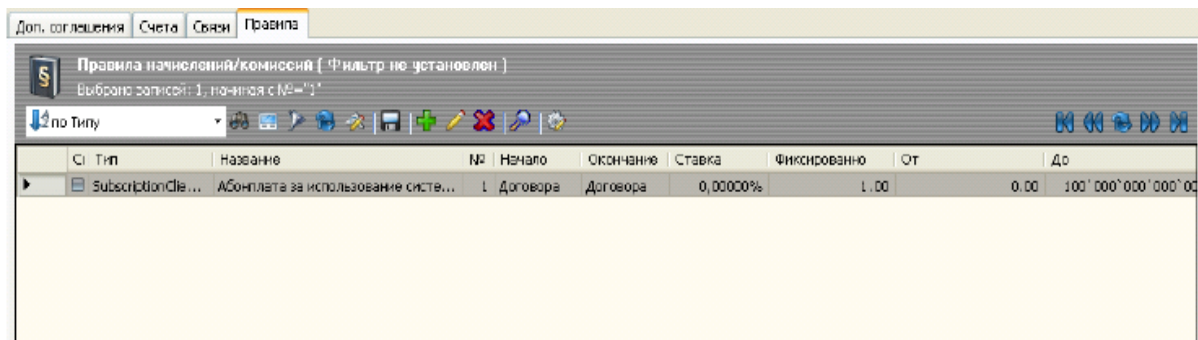 Доп. соглашения Счета Связи Правила
Правила начислений/комиссий ( Фильтр не установлен )
Выбрано записей: 1, начиная с №="1"
по Типу
Ст Тип Название № Начало Окончание Ставка Фиксированно От До
SubscriptionClie... Абонплата за использование систе... 1 Договора Договора 0,00000% 1.00 0.00 100'000'000'000'00